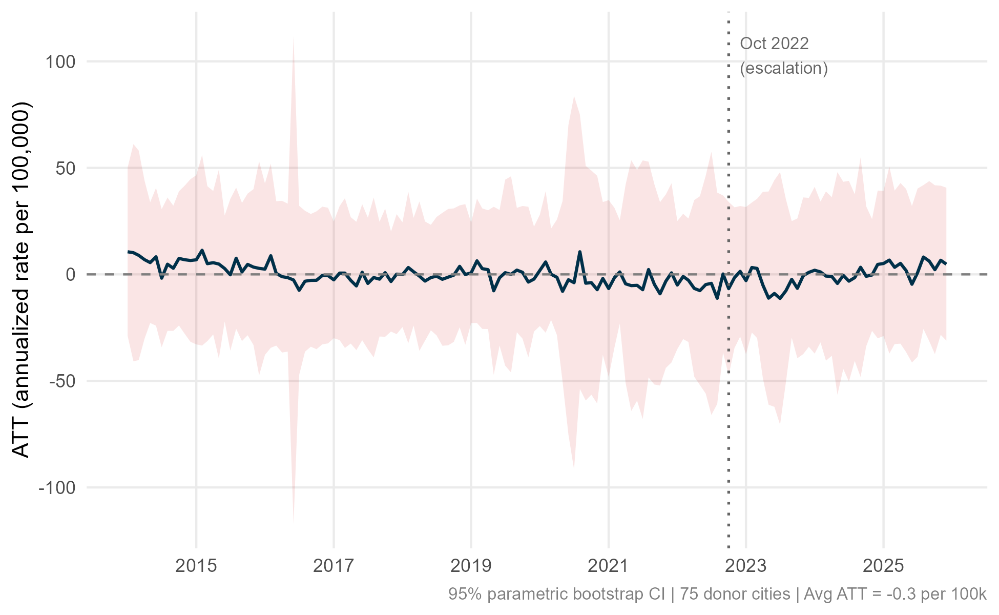 ATT (annualized rate per 100,000)
100
50
0
-50
-100
Oct 2022
(escalation)
2015
2017
2019
2021
2023
2025
95% parametric bootstrap CI | 75 donor cities | Avg ATT = -0.3 per 100k